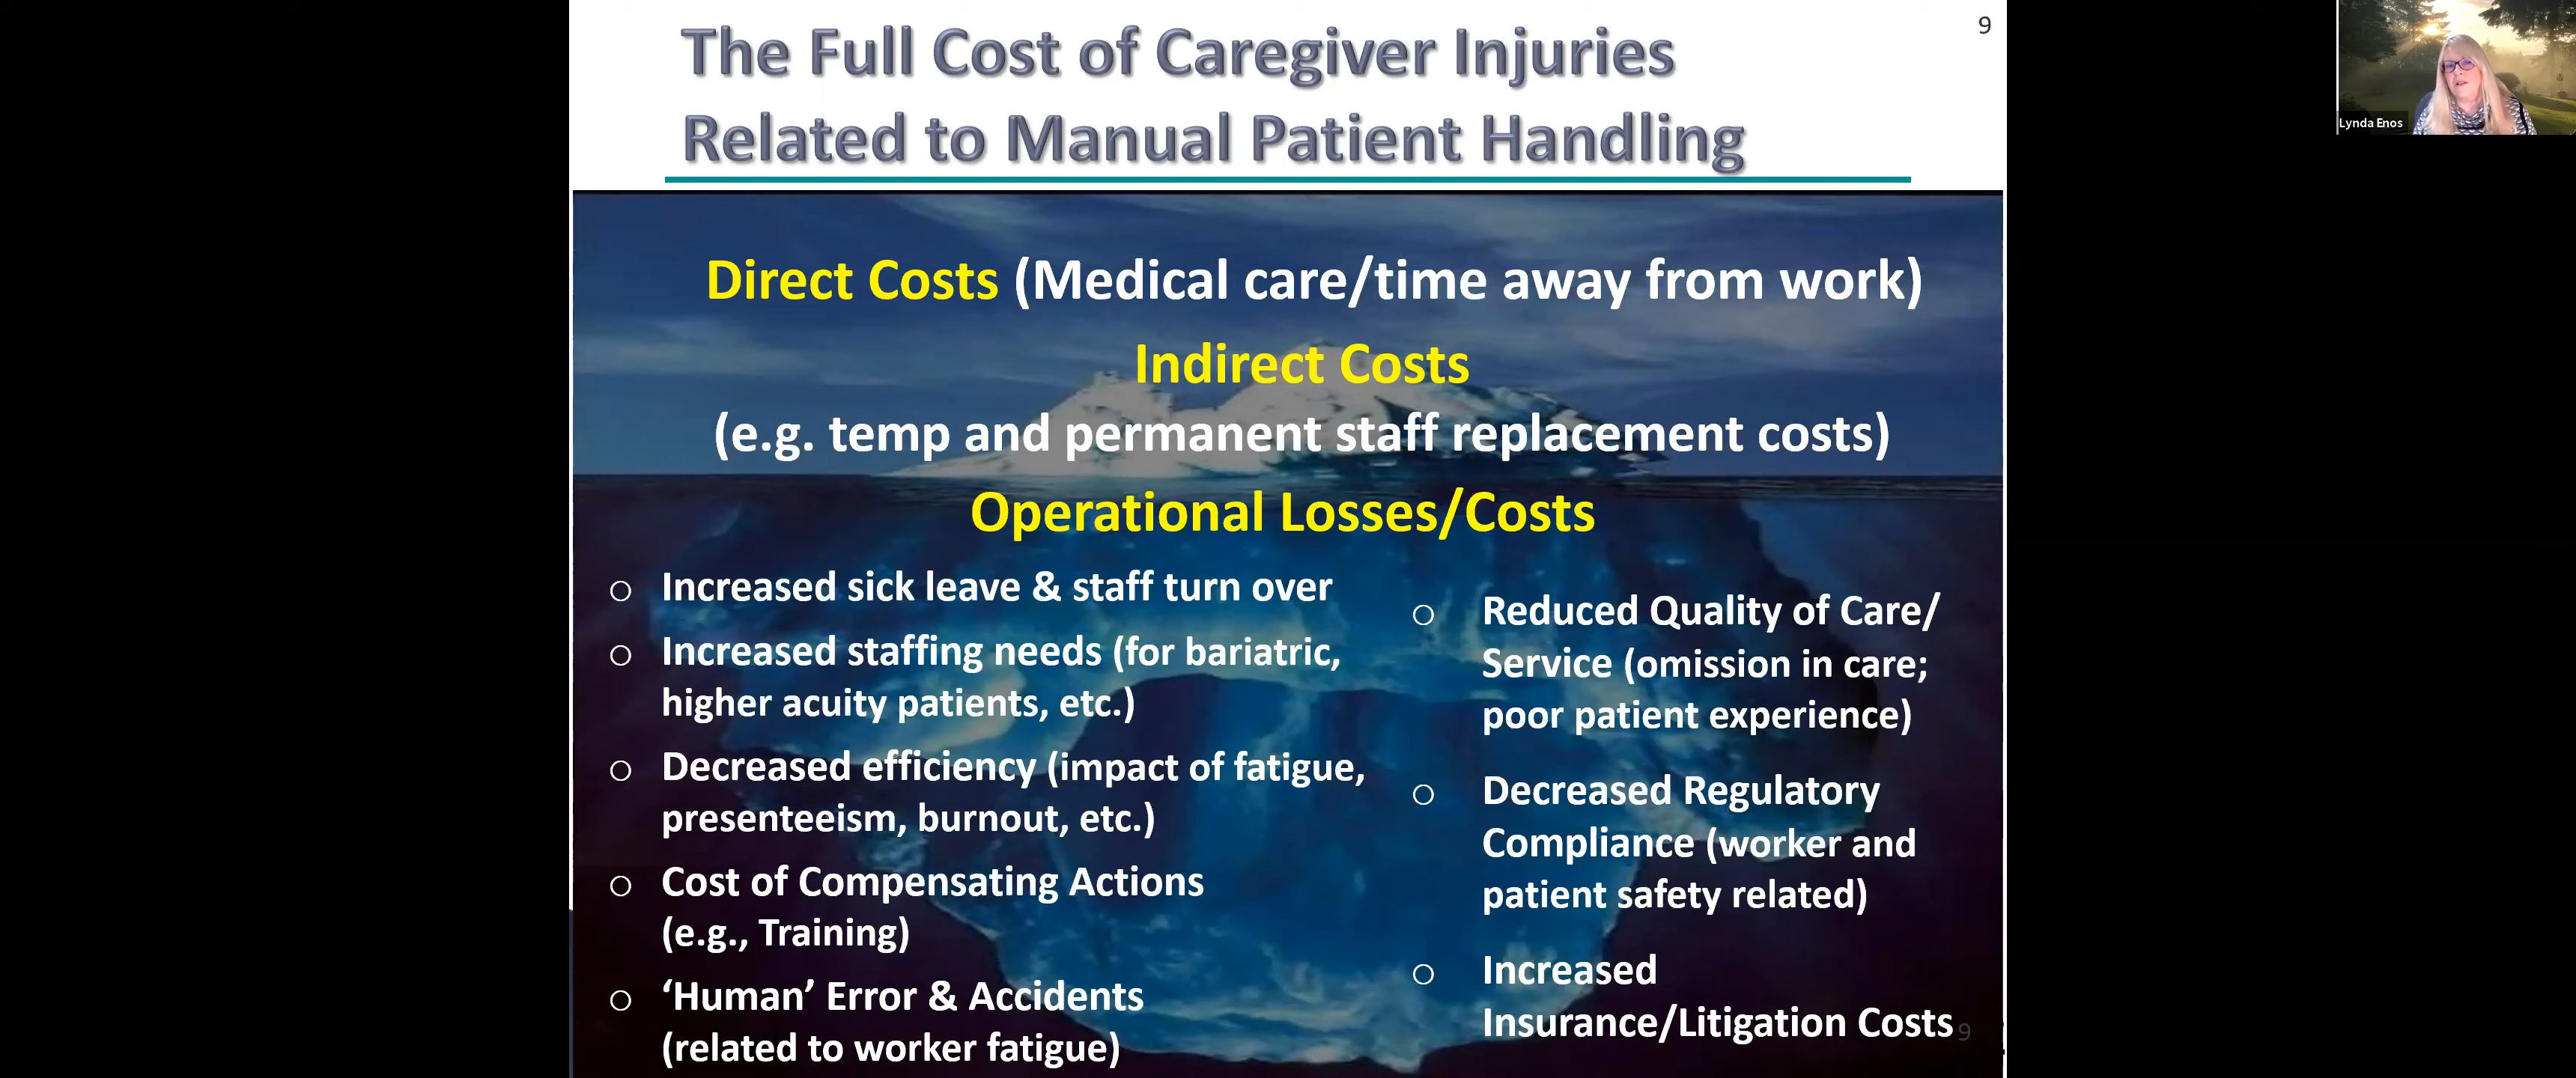 The Full Cost of Caregiver Injuries
Related to Manual Patient Handling
9
Lynda Enos
Direct Costs (Medical care/time away from work)
Indirect Costs
(e.g. temp and permanent staff replacement costs)
Operational Losses/Costs
Increased sick leave & staff turn over
Increased staffing needs (for bariatric,
higher acuity patients, etc.)
Decreased efficiency (impact of fatigue,
presenteeism, burnout, etc.)
Cost of Compensating Actions
(e.g., Training)
‘Human’ Error & Accidents
(related to worker fatigue)
Reduced Quality of Care/
Service (omission in care;
poor patient experience)
Decreased Regulatory
Compliance (worker and
patient safety related)
Increased
Insurance/Litigation Costs
9